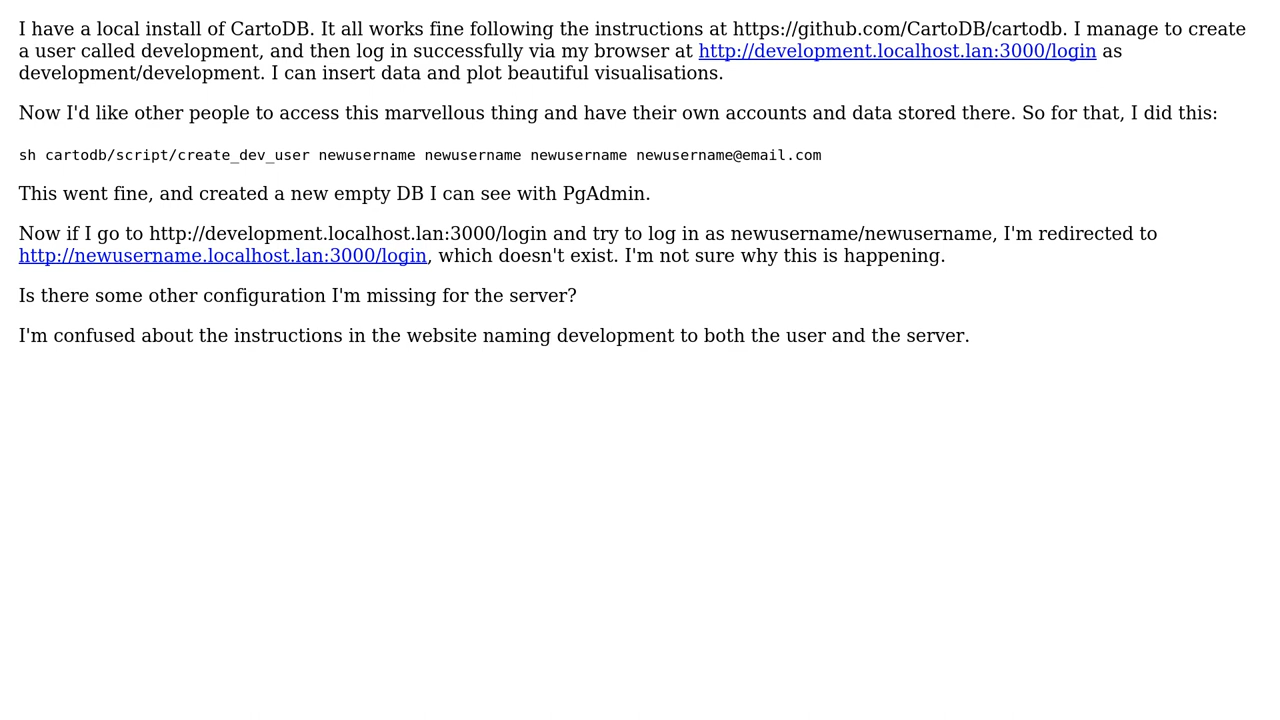 I have a local install of CartoDB. It all works fine following the instructions at https://github.com/CartoDB/cartodb. I manage to create
a user called development, and then log in successfully via my browser at http://development.localhost.lan:3000/login as
development/development. I can insert data and plot beautiful visualisations.
Now I'd like other people to access this marvellous thing and have their own accounts and data stored there. So for that, I did this:
sh cartodb/script/create_dev_user newusername newusername newusername newusername@email.com
This went fine, and created a new empty DB I can see with PgAdmin.
Now if I go to http://development.localhost.lan:3000/login and try to log in as newusername/newusername, I'm redirected to
http://newusername.localhost.lan:3000/login, which doesn't exist. I'm not sure why this is happening.
Is there some other configuration I'm missing for the server?
I'm confused about the instructions in the website naming development to both the user and the server.